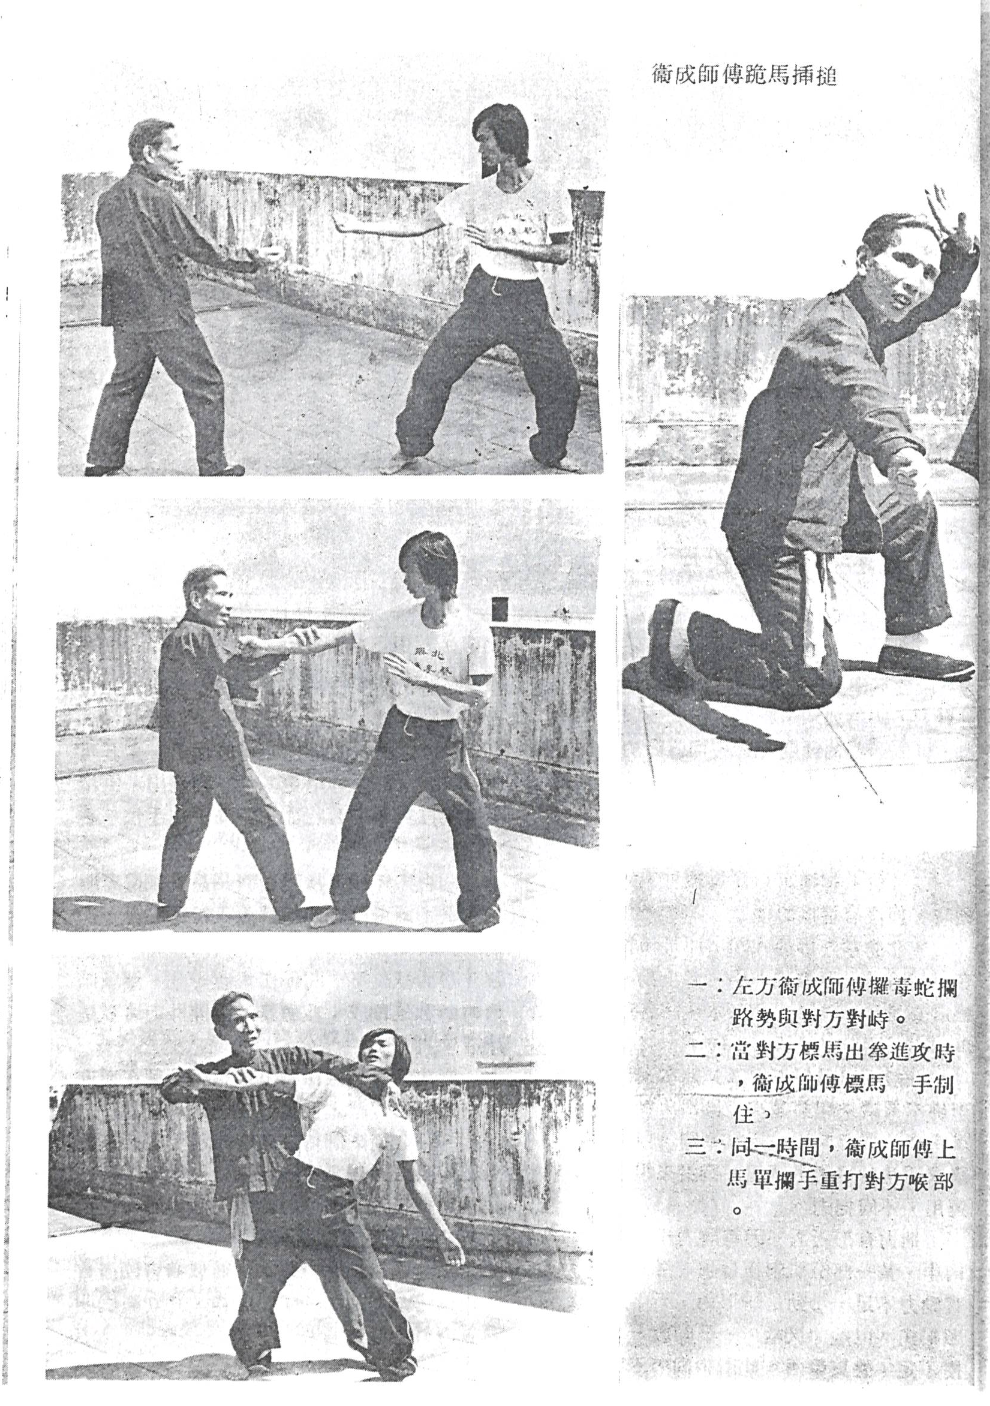 衞成師傅跪馬揷搥
一：左方衞成師傅擺毒蛇攔
路勢與對方對峙。
二：當對方標馬出拳進攻時
，衞成師傅標馬 手制
住。
三：同一時間，衞成師傅上
馬單攔手重打對方喉部
。